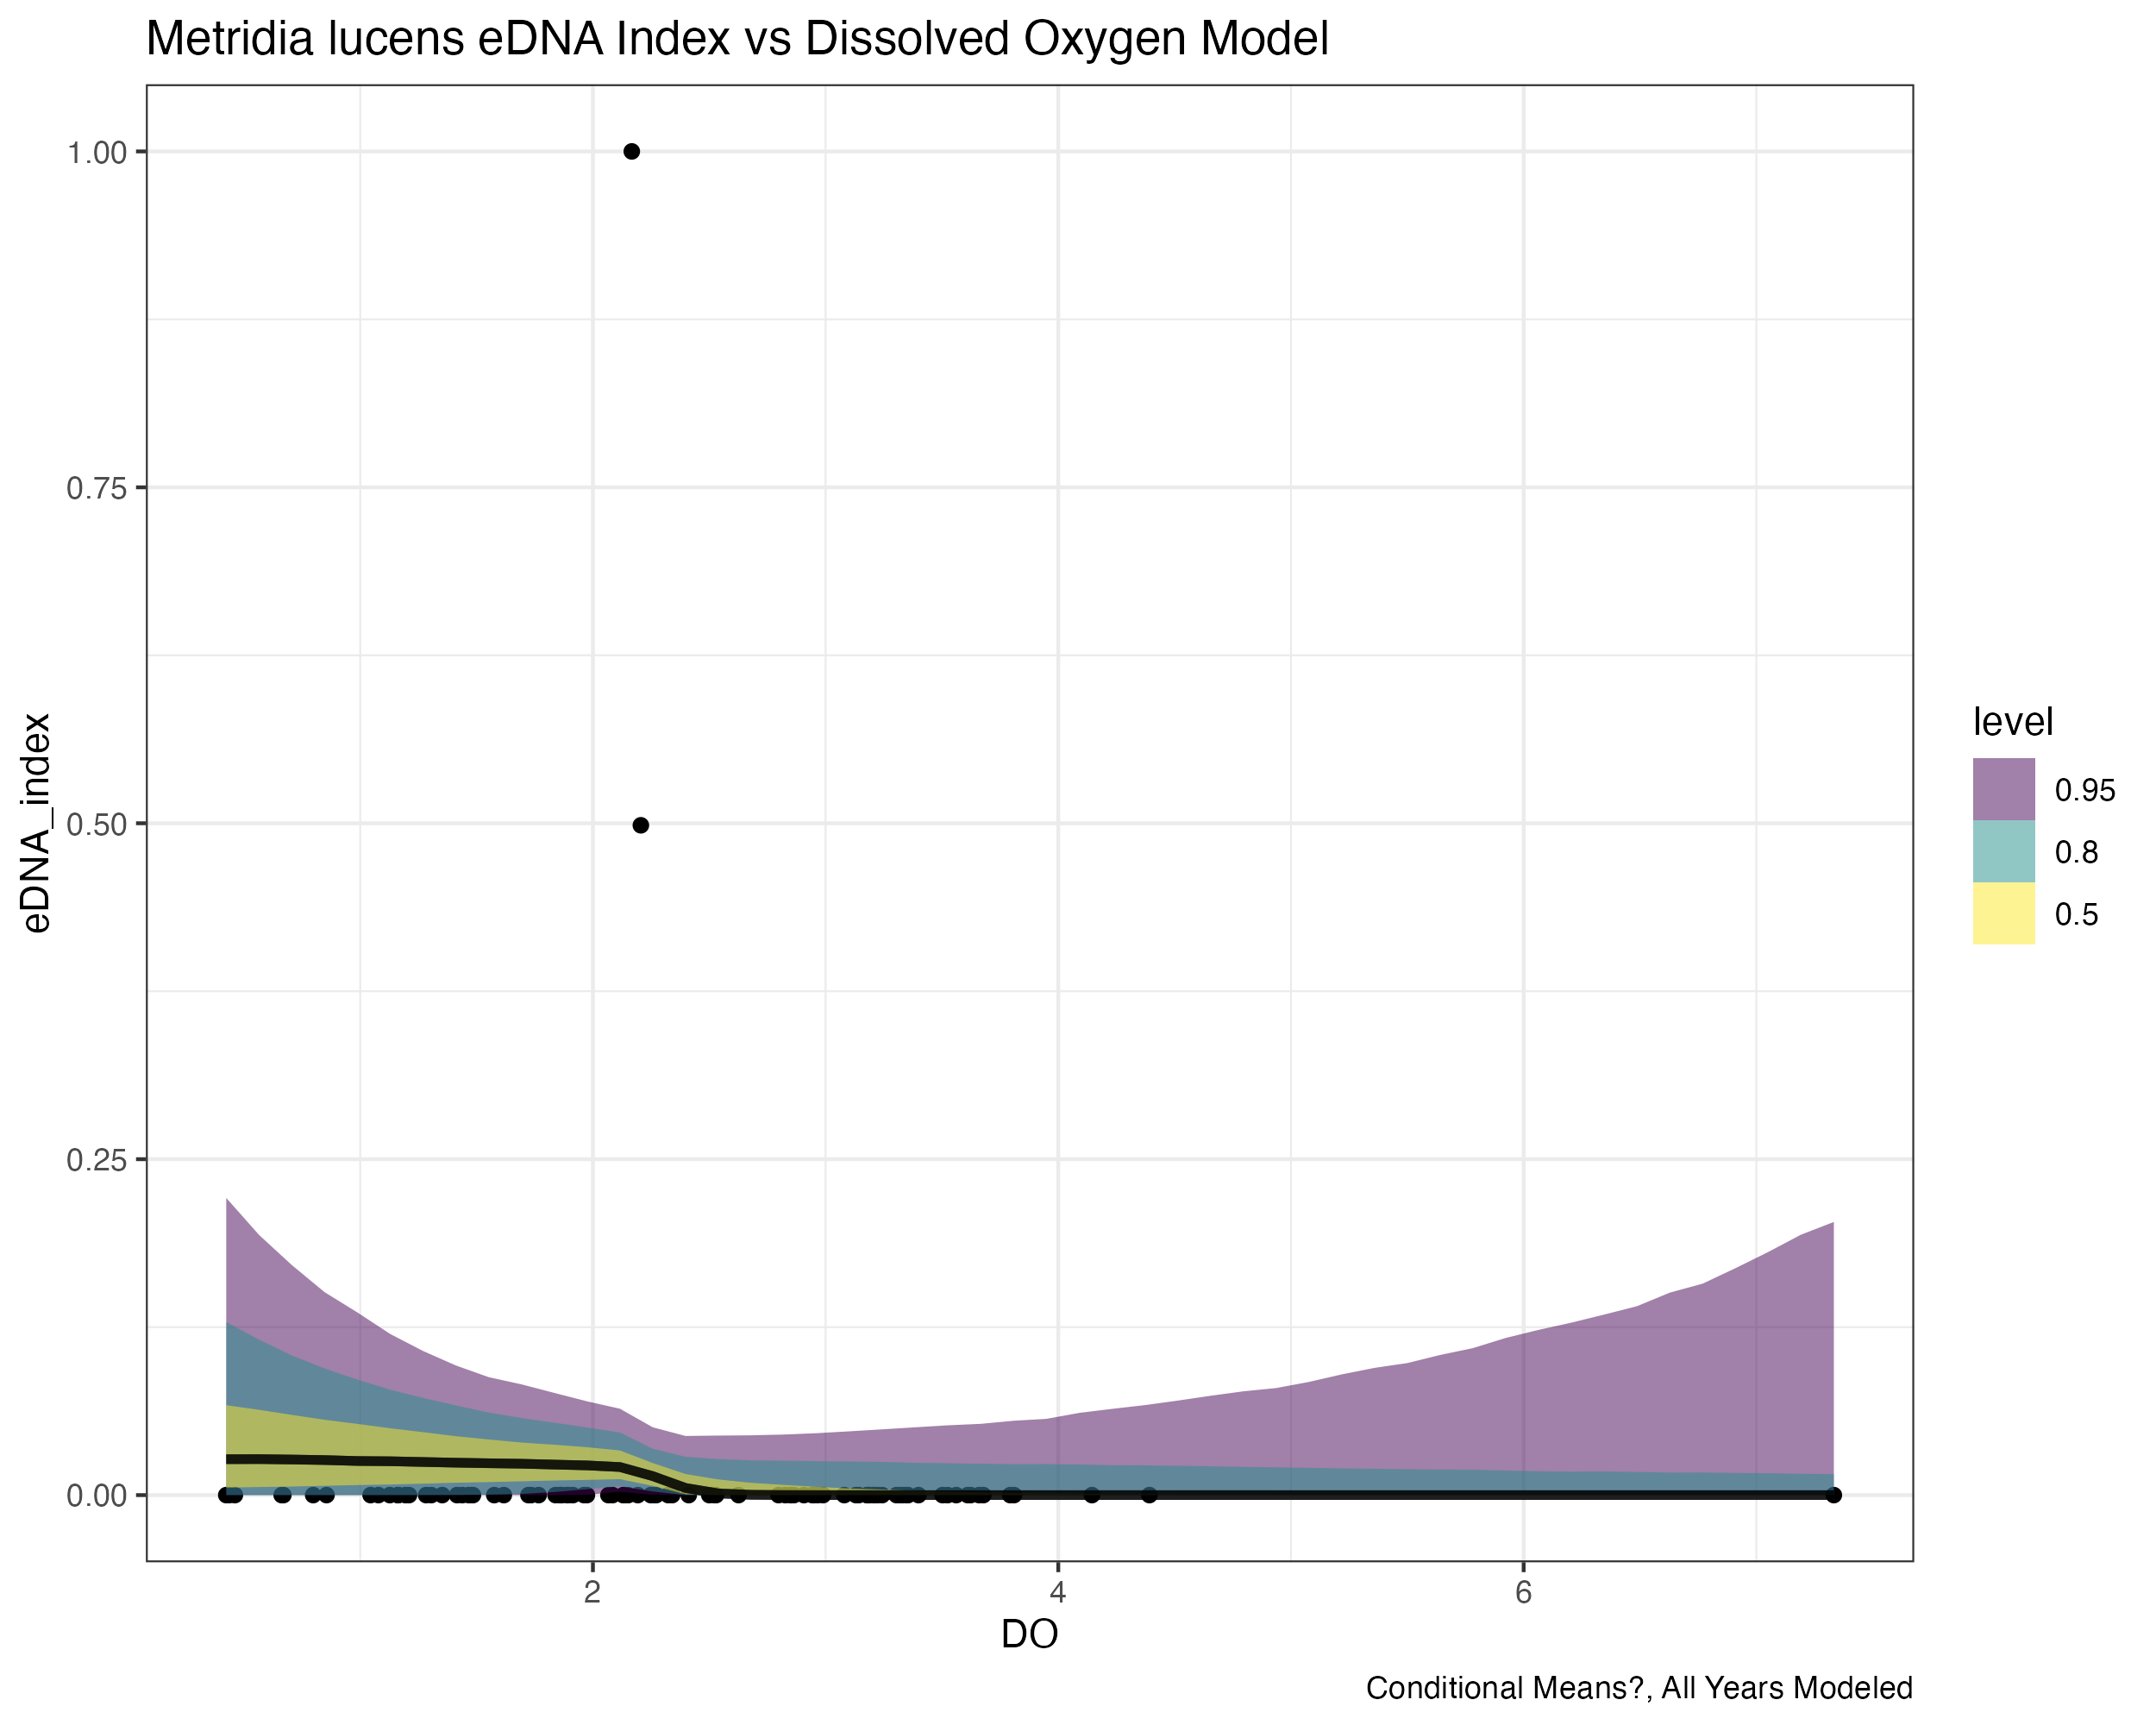 Metridia lucens eDNA Index vs Dissolved Oxygen Model
1.00
0.75
0.50
0.25
0.00
eDNA_index
2
4
6
DO
level
0.95
0.8
0.5
Conditional Means?, All Years Modeled